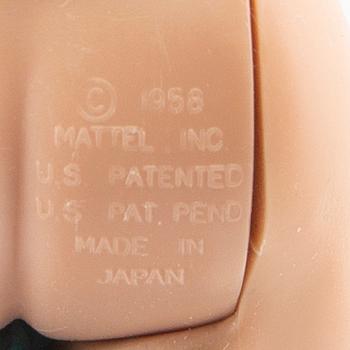 © 1958
MATTEL INC
U.S. PATENTED
U.S PAT. PEND
MADE IN
JAPAN